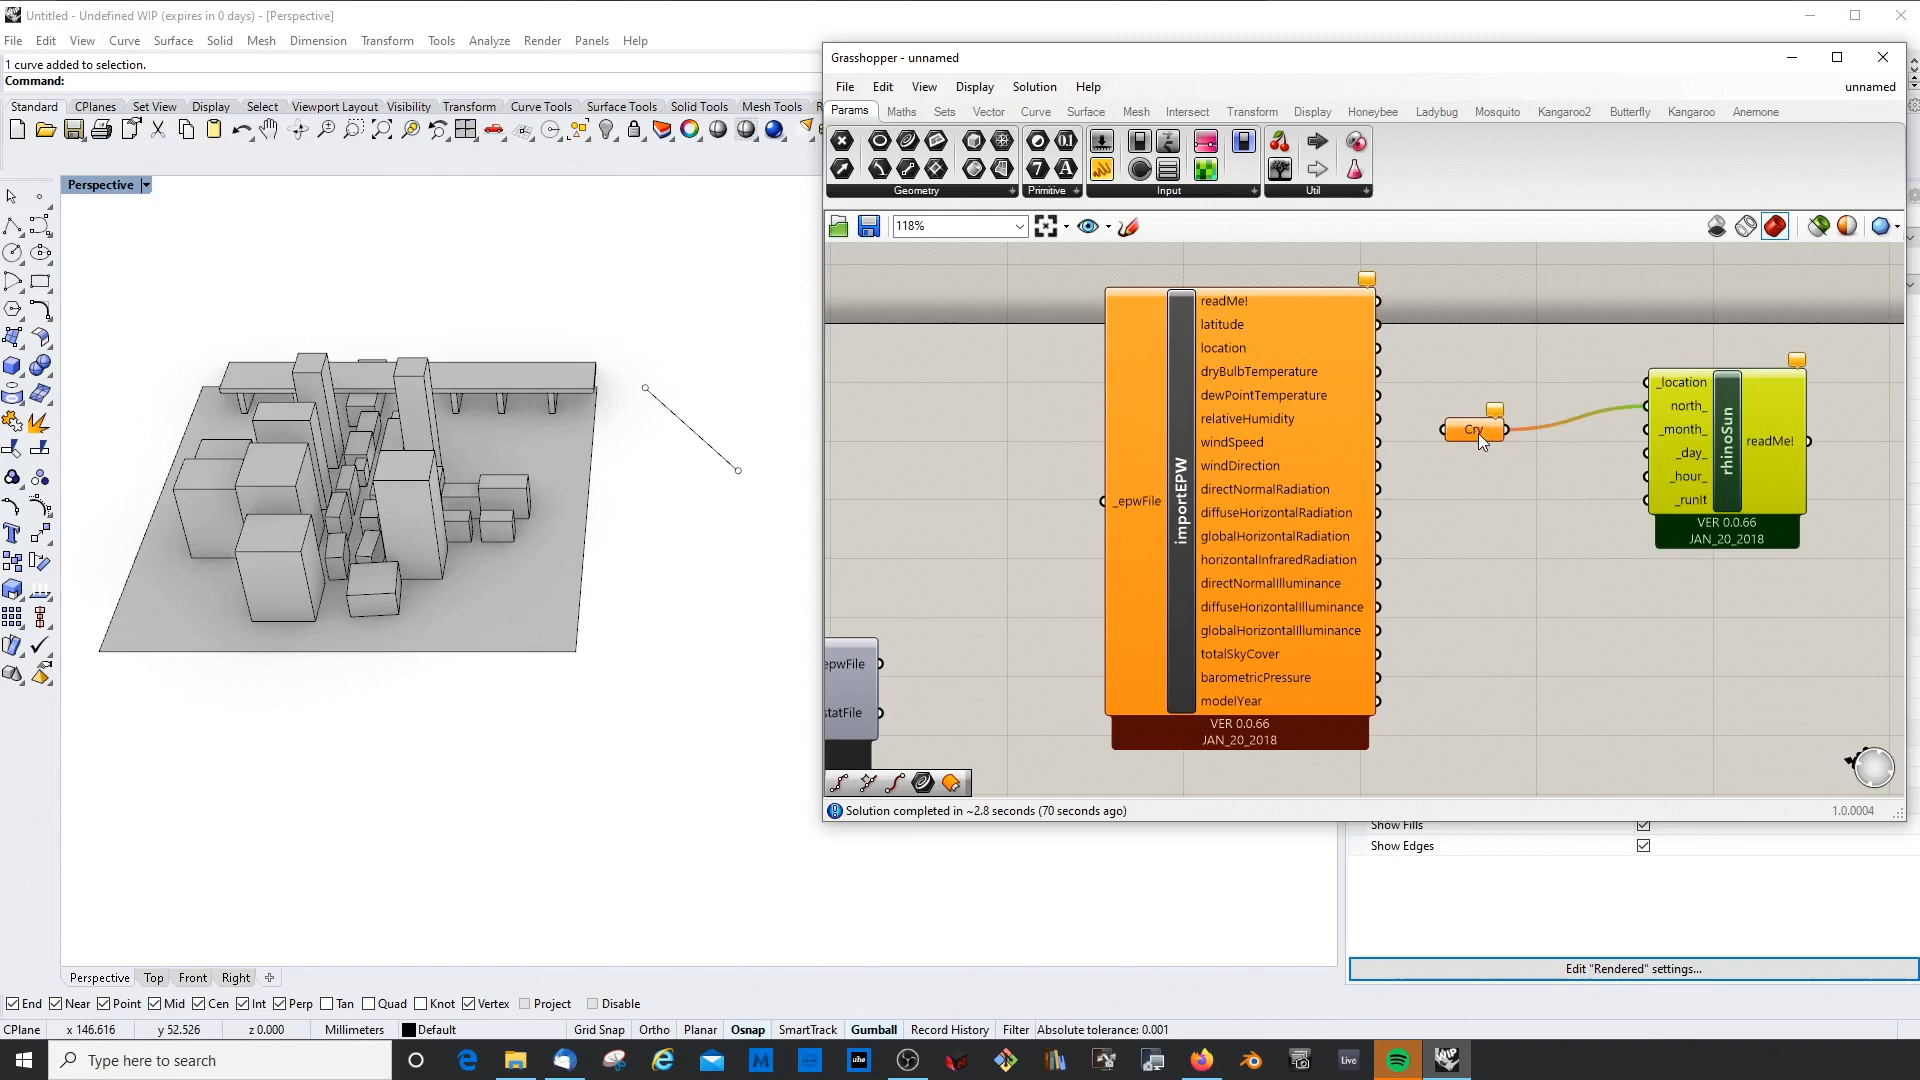 Untitled - Undefined WIP (expires in 0 days) - [Perspective]
File Edit View Curve Surface Solid Mesh Dimension Transform Tools Analyze Render Panels Help
1 curve added to selection.
Command:
Standard CPlanes Set View Display Select Viewport Layout Visibility Transform Curve Tools Surface Tools Solid Tools Mesh Tools
Perspective
Grasshopper - unnamed
File Edit View Display Solution Help
unnamed
Params Maths Sets Vector Curve Surface Mesh Intersect Transform Display Honeybee Ladybug Mosquito Kangaroo2 Butterfly Kangaroo Anemone
Geometry Primitive Input Util
118%
readMe!
latitude
location
dryBulbTemperature
dewPointTemperature
relativeHumidity
windSpeed
windDirection
directNormalRadiation
diffuseHorizontalRadiation
globalHorizontalRadiation
horizontalInfraredRadiation
directNormalIlluminance
diffuseHorizontalIlluminance
globalHorizontalIlluminance
totalSkyCover
barometricPressure
modelYear
_epwFile
importEPW
VER 0.0.66
JAN_20_2018
Crv
_location
north_
_month_
_day_
_hour_
_runIt
rhinoSun
readMe!
VER 0.0.66
JAN_20_2018
epwFile
statFile
Solution completed in ~2.8 seconds (70 seconds ago)
1.0.0004
Show Fills
Show Edges
Edit "Rendered" settings...
Perspective Top Front Right
End Near Point Mid Cen Int Perp Tan Quad Knot Vertex Project Disable
CPlane x 146.616 y 52.526 z 0.000 Millimeters Default Grid Snap Ortho Planar Osnap SmartTrack Gumball Record History Filter Absolute tolerance: 0.001
Type here to search
uhe
Live
WIP